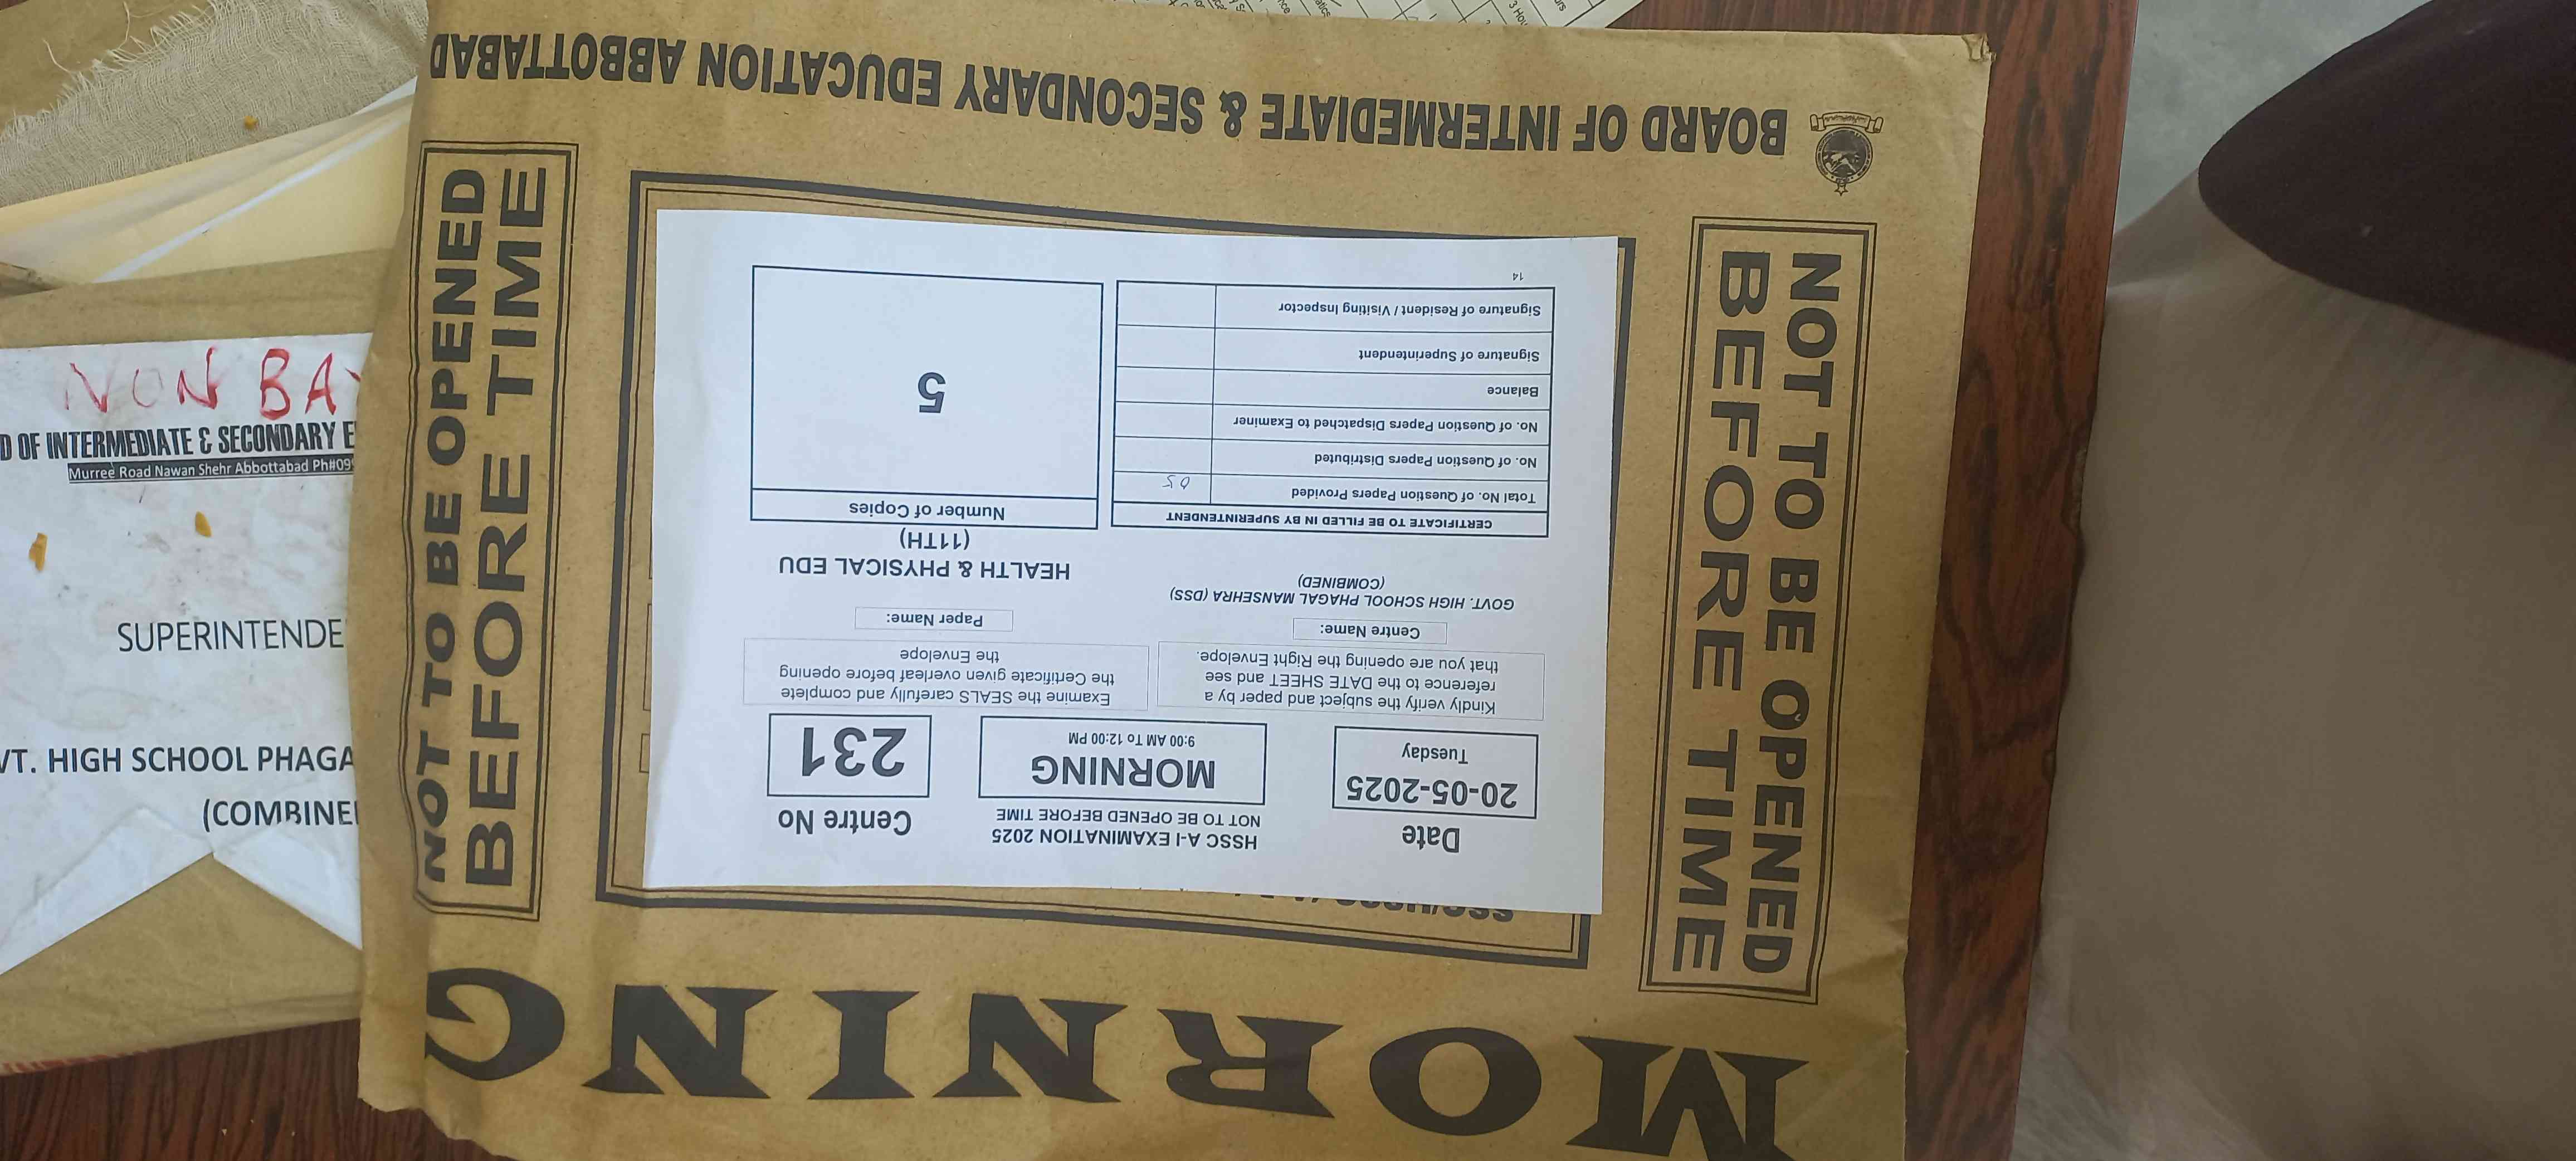 BOARD OF INTERMEDIATE & SECONDARY EDUCATION ABBOTTABAD
NOT TO BE OPENED
BEFORE TIME
NOT TO BE OPENED
BEFORE TIME
MORNING
HSSC A-I EXAMINATION 2025
NOT TO BE OPENED BEFORE TIME
Date
20-05-2025
Tuesday
MORNING
9:00 AM To 12:00 PM
Centre No
231
Kindly verify the subject and paper by a
reference to the DATE SHEET and see
that you are opening the Right Envelope.
Examine the SEALS carefully and complete
the Certificate given overleaf before opening
the Envelope
Centre Name:
GOVT. HIGH SCHOOL PHAGAL MANSEHRA (DSS)
(COMBINED)
Paper Name:
HEALTH & PHYSICAL EDU
(11TH)
CERTIFICATE TO BE FILLED IN BY SUPERINTENDENT
Total No. of Question Papers Provided 05
No. of Question Papers Distributed
No. of Question Papers Dispatched to Examiner
Balance
Signature of Superintendent
Signature of Resident / Visiting Inspector
14
Number of Copies
5
NON BA
D OF INTERMEDIATE & SECONDARY E
Murree Road Nawan Shehr Abbottabad Ph#09
SUPERINTENDE
VT. HIGH SCHOOL PHAGA
(COMBINE